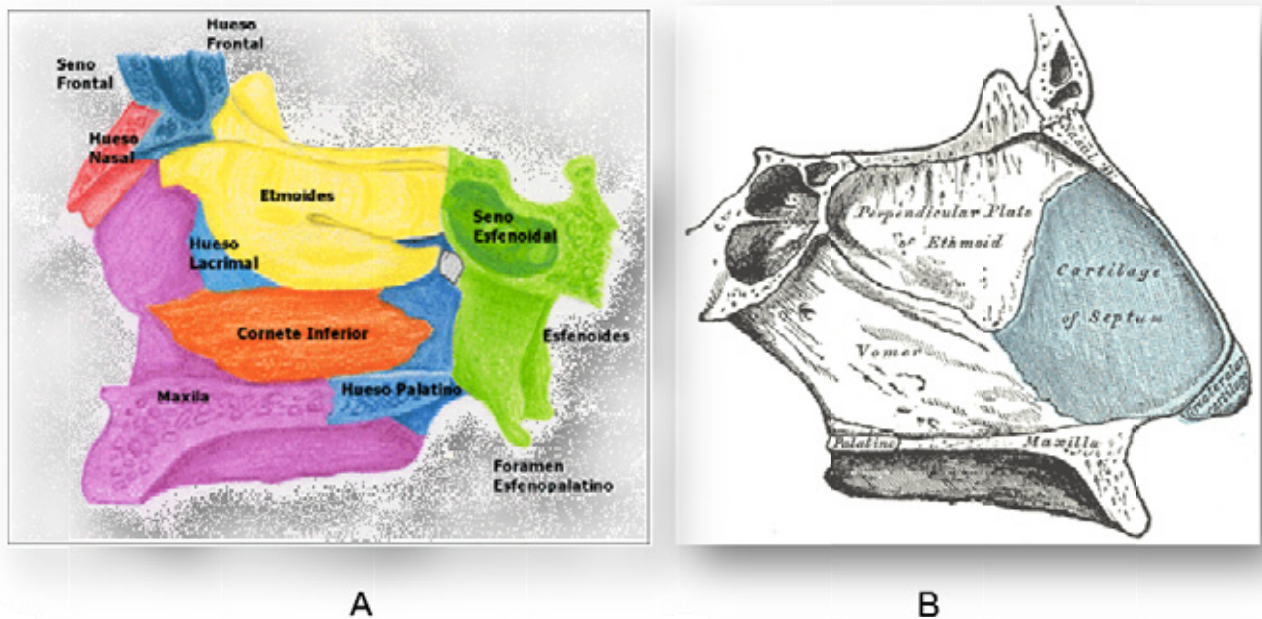 Hueso
Frontal
Seno
Frontal
Hueso
Nasal
Etmoides
Seno
Esfenoidal
Hueso
Lacrimal
Cornete Inferior
Esfenoides
Maxila
Hueso Palatino
Foramen
Esfenopalatino
A
Nasal
Perpendicular Plate
Ethmoid
Cartilage
of Septum
Vomer
Palatine
Maxilla
B